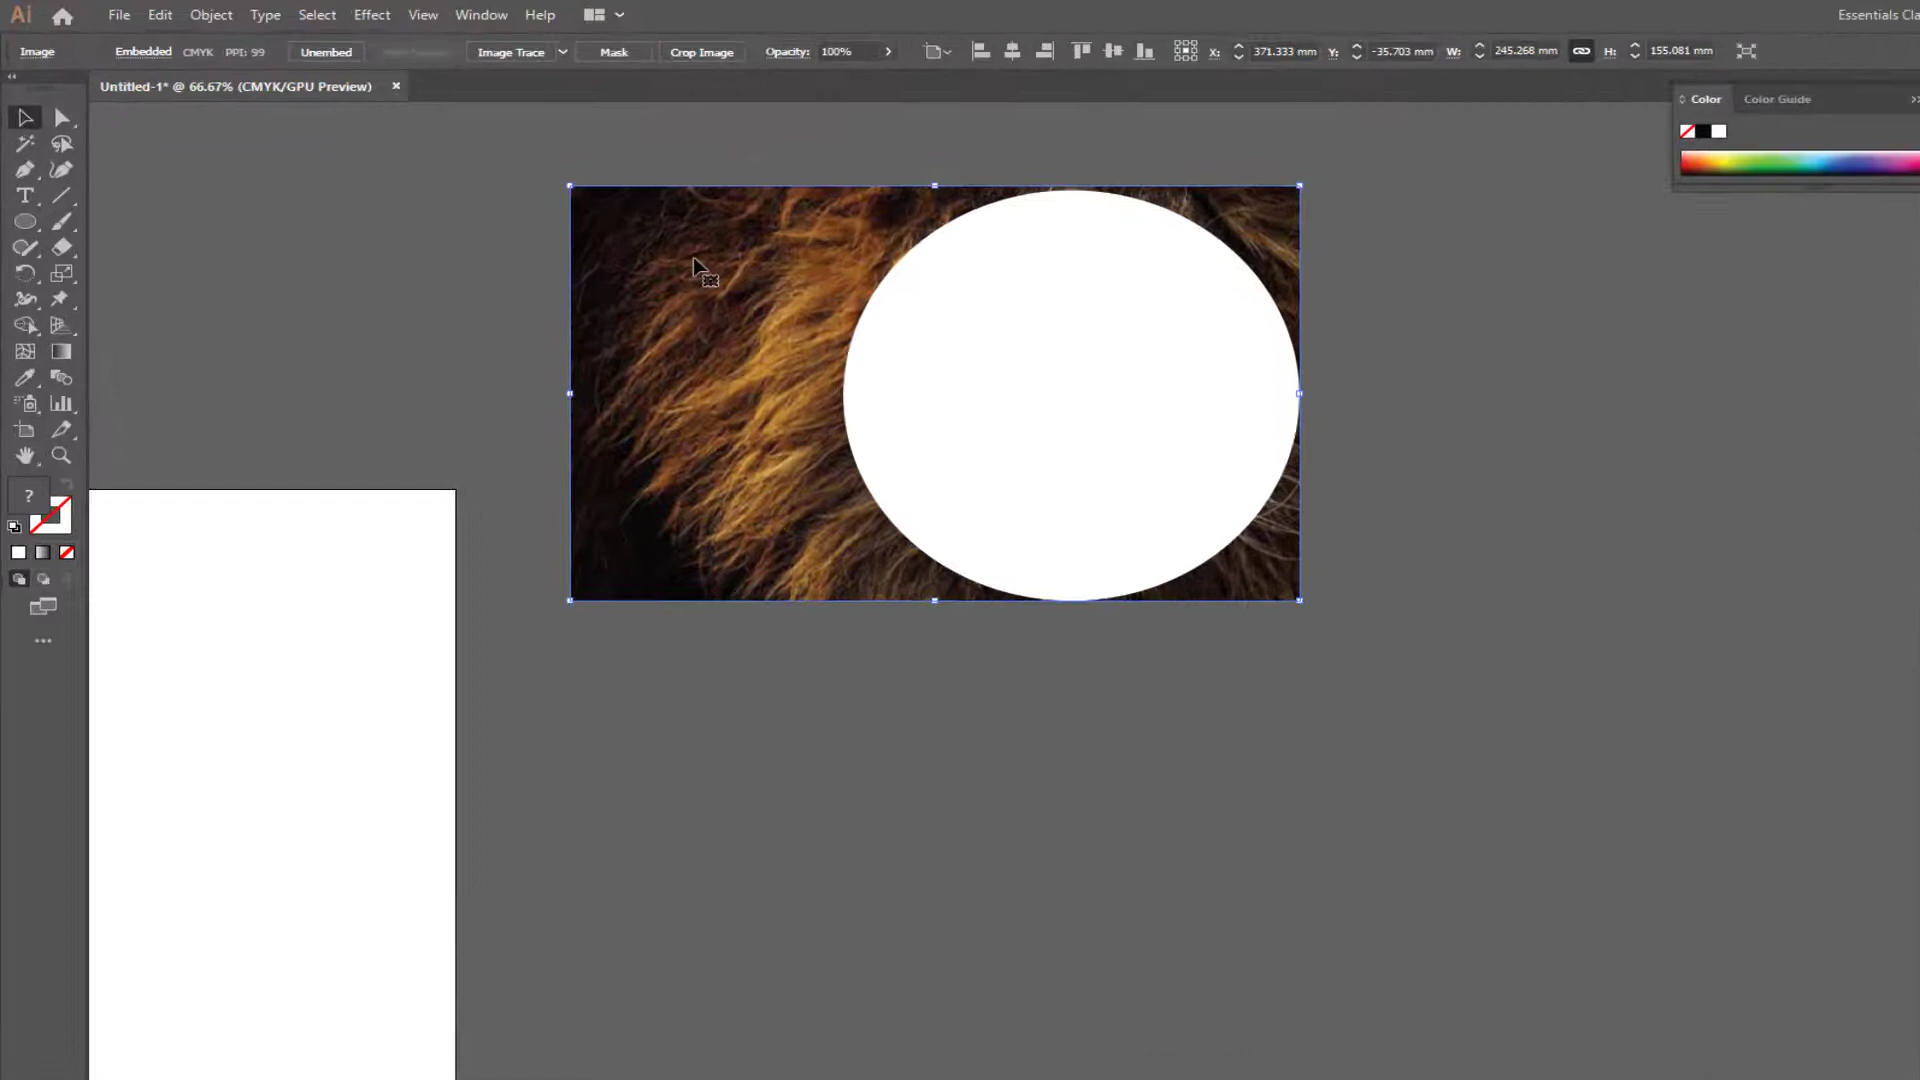 Ai File Edit Object Type Select Effect View Window Help Essentials Cla
Image Embedded CMYK PPI: 99 Unembed Image Trace Mask Crop Image Opacity: 100% X: 371.333 mm Y: -35.703 mm W: 245.268 mm H: 155.081 mm
Untitled-1* @ 66.67% (CMYK/GPU Preview) ×
Color Color Guide
T
?